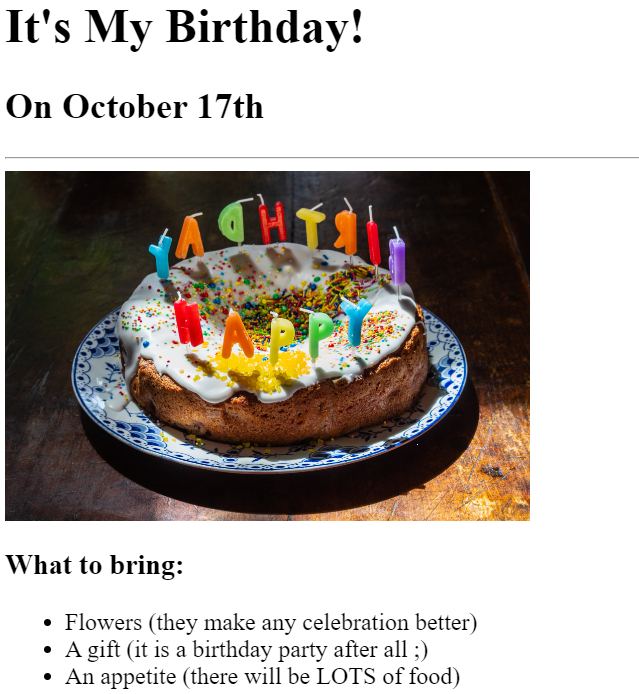 It's My Birthday!
On October 17th
BIRTHDAY
HAPPY
What to bring:
Flowers (they make any celebration better)
A gift (it is a birthday party after all ;)
An appetite (there will be LOTS of food)